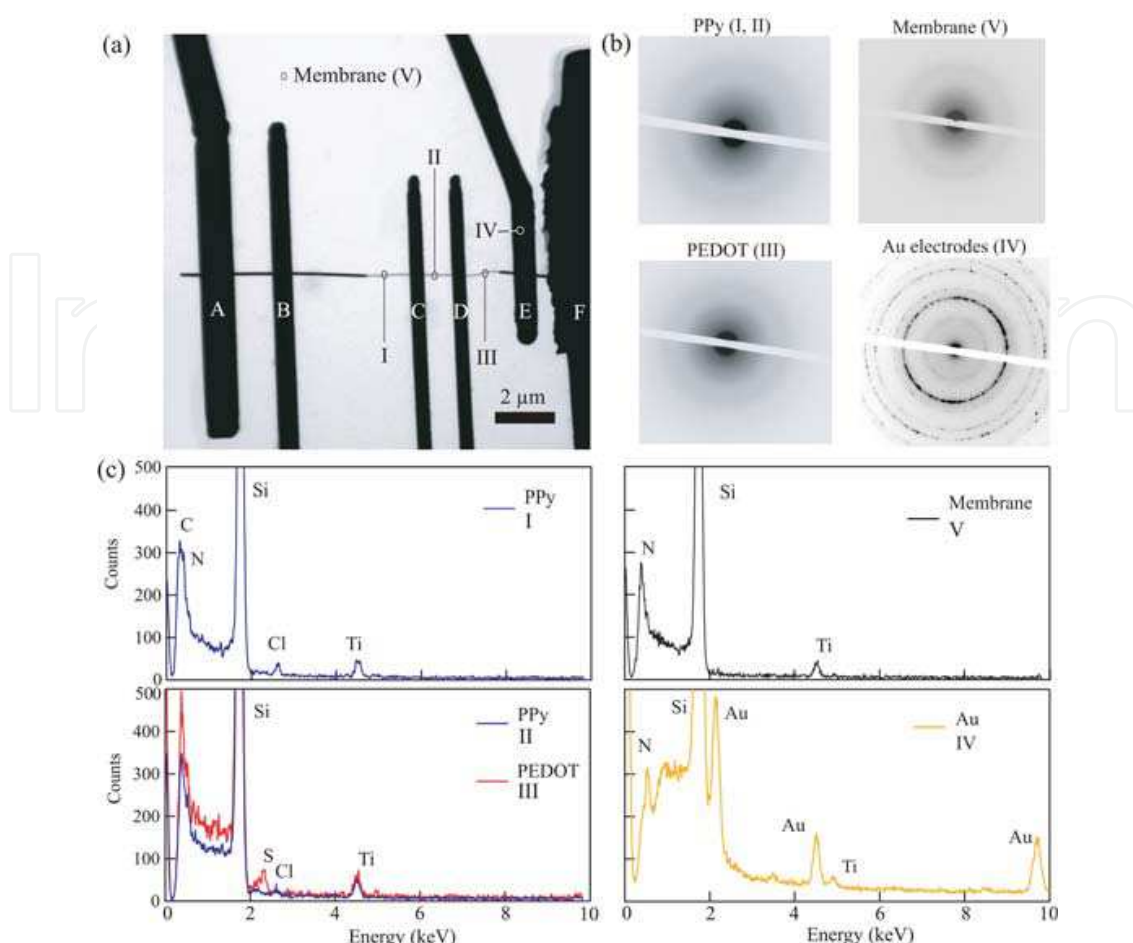 (a)
Membrane (V)
II
IV
A
B
C
D
E
F
I
III
2 µm
(b)
PPy (I, II)
Membrane (V)
PEDOT (III)
Au electrodes (IV)
(c)
500
400
300
200
100
0
Counts
C
N
Si
Cl
Ti
PPy
I
N
Si
Ti
Membrane
V
500
400
300
200
100
0
Counts
Si
S
Cl
Ti
PPy
II
PEDOT
III
0 2 4 6 8 10
Energy (keV)
N
Si
Au
Au
Ti
Au
Au
IV
0 2 4 6 8 10
Energy (keV)